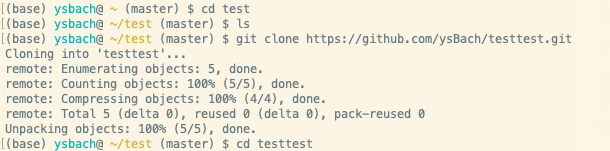 [(base) ysbach@ ~ (master) $ cd test
[(base) ysbach@ ~/test (master) $ ls
[(base) ysbach@ ~/test (master) $ git clone https://github.com/ysBach/testtest.git
Cloning into 'testtest'...
remote: Enumerating objects: 5, done.
remote: Counting objects: 100% (5/5), done.
remote: Compressing objects: 100% (4/4), done.
remote: Total 5 (delta 0), reused 0 (delta 0), pack-reused 0
Unpacking objects: 100% (5/5), done.
[(base) ysbach@ ~/test (master) $ cd testtest